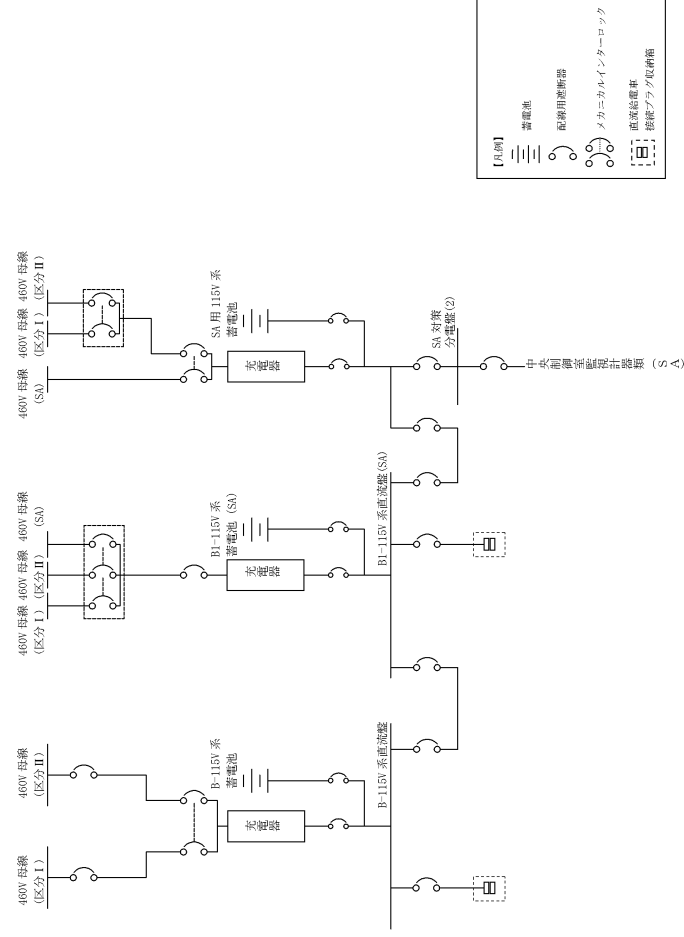 460V 母線
(区分Ⅰ)
460V 母線
(区分Ⅱ)
B-115V 系
蓄電池
充電器
B-115V 系直流盤
460V 母線
(区分Ⅰ)
460V 母線
(区分Ⅱ)
460V 母線
(SA)
B1-115V 系
蓄電池 (SA)
充電器
B1-115V 系直流盤(SA)
460V 母線
(SA)
460V 母線
(区分Ⅰ)
460V 母線
(区分Ⅱ)
SA 用 115V 系
蓄電池
充電器
SA 対策
分電盤(2)
中央制御室監視計器類(SA)
【凡例】
蓄電池
配線用遮断器
メカニカルインターロック
直流給電車
接続プラグ収納箱